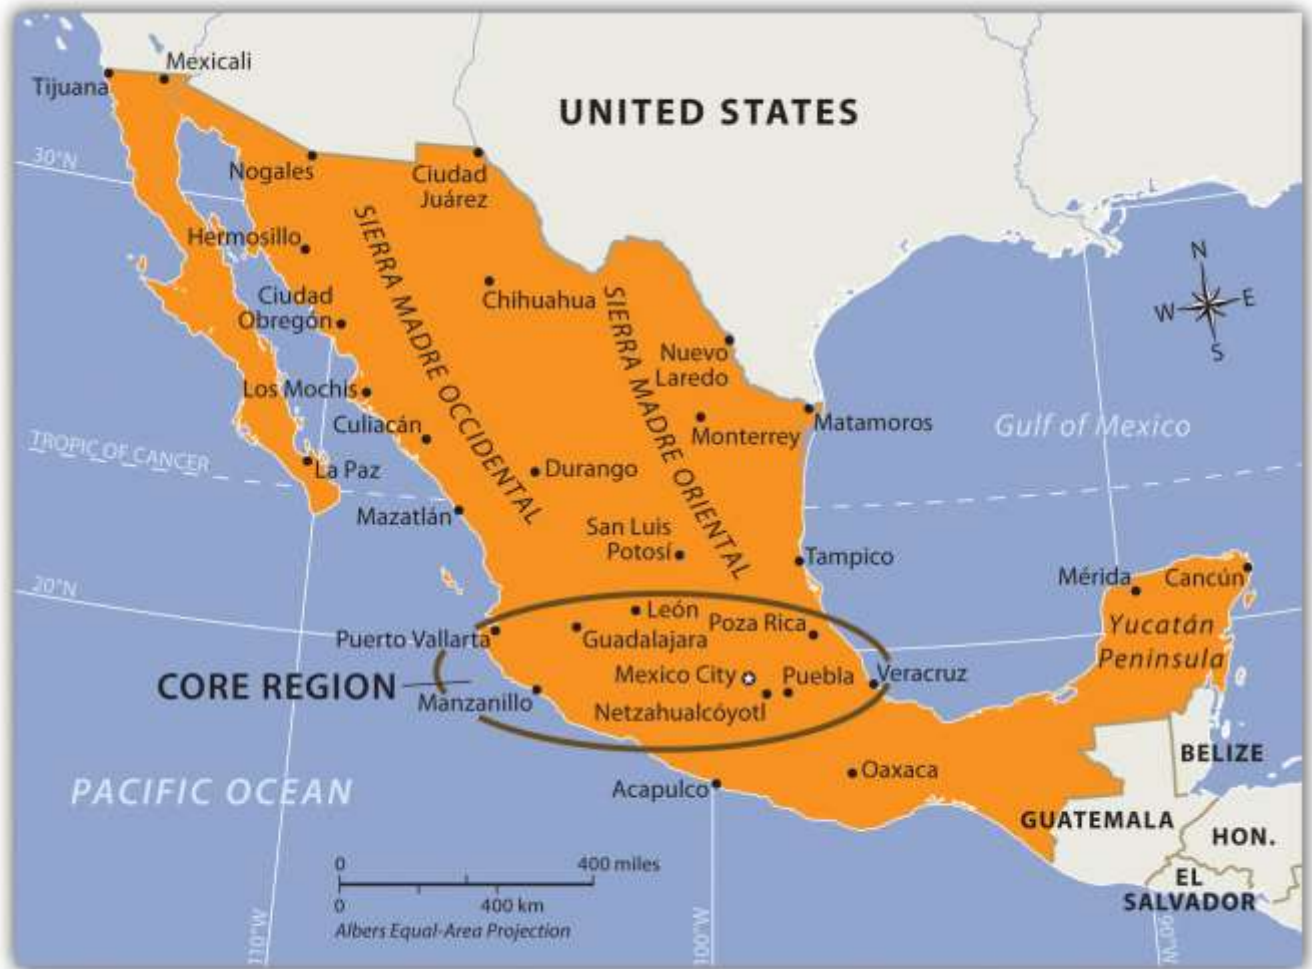 Mexicali
Tijuana
UNITED STATES
30°N
Nogales
Ciudad
Juárez
SIERRA MADRE OCCIDENTAL
Hermosillo
N
W E
S
Chihuahua
SIERRA MADRE ORIENTAL
Ciudad
Obregón
Nuevo
Laredo
Los Mochis
Culiacán
Monterrey
Matamoros
Gulf of Mexico
TROPIC OF CANCER
La Paz
Durango
Mazatlán
San Luis
Potosí
Tampico
Mérida
Cancún
20°N
León
Puerto Vallarta
Guadalajara
Poza Rica
Yucatán
Peninsula
CORE REGION
Mexico City
Puebla
Veracruz
Manzanillo
Netzahualcóyotl
BELIZE
PACIFIC OCEAN
Acapulco
Oaxaca
GUATEMALA
HON.
0 400 miles
EL
SALVADOR
0 400 km
Albers Equal-Area Projection
110°W
100°W
90°W